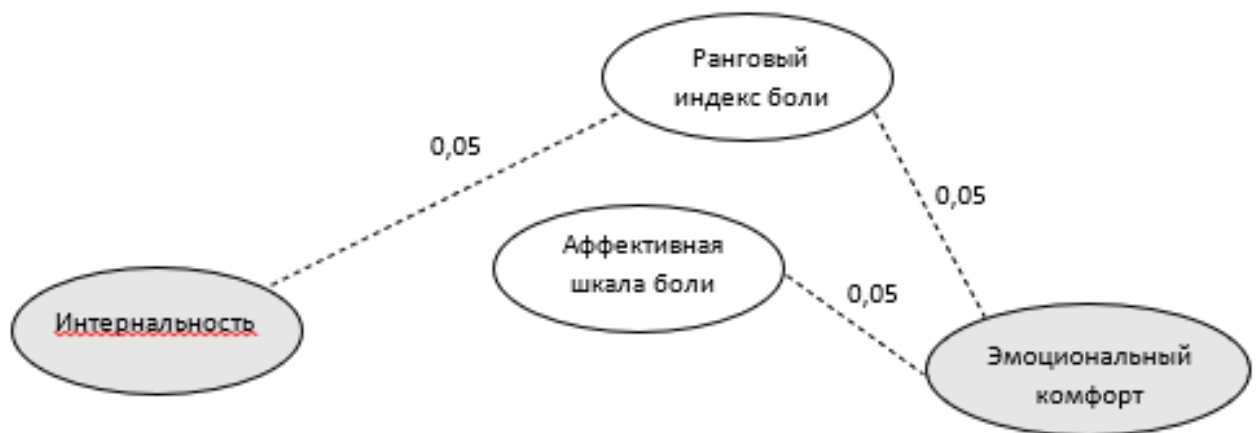 Ранговый
индекс боли
0,05
0,05
Аффективная
шкала боли
0,05
Интернальность
Эмоциональный
комфорт